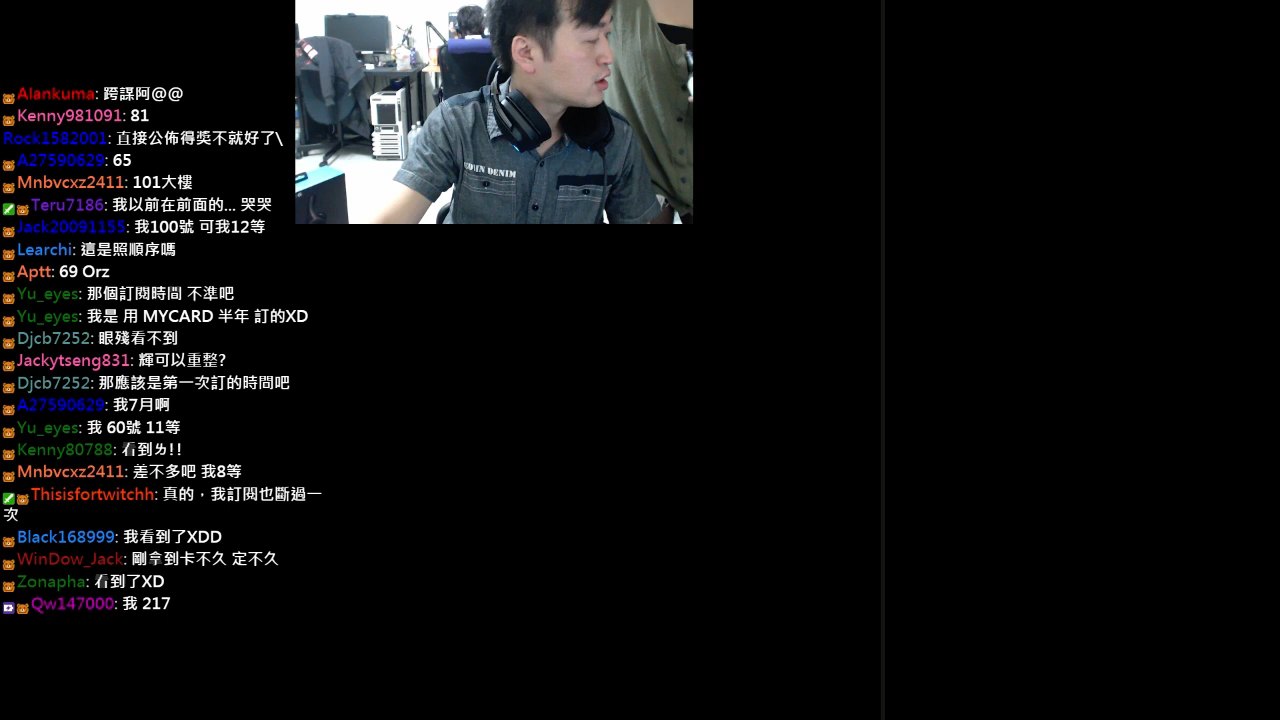 Alankuma: 跨謀阿@@
Kenny981091: 81
Rock1582001: 直接公佈得獎不就好了\
A27590629: 65
Mnbvcxz2411: 101大樓
Teru7186: 我以前在前面的... 哭哭
Jack20091155: 我100號 可我12等
Learchi: 這是照順序嗎
Aptt: 69 Orz
Yu_eyes: 那個訂閱時間 不準吧
Yu_eyes: 我是 用 MYCARD 半年 訂的XD
Djcb7252: 眼殘看不到
Jackytseng831: 輝可以重整?
Djcb7252: 那應該是第一次訂的時間吧
A27590629: 我7月啊
Yu_eyes: 我 60號 11等
Kenny80788: 看到ㄌ!!
Mnbvcxz2411: 差不多吧 我8等
Thisisfortwitchh: 真的，我訂閱也斷過一
次
Black168999: 我看到了XDD
WinDow_Jack: 剛拿到卡不久 定不久
Zonapha: 看到了XD
Qw147000: 我 217
EDWIN DENIM